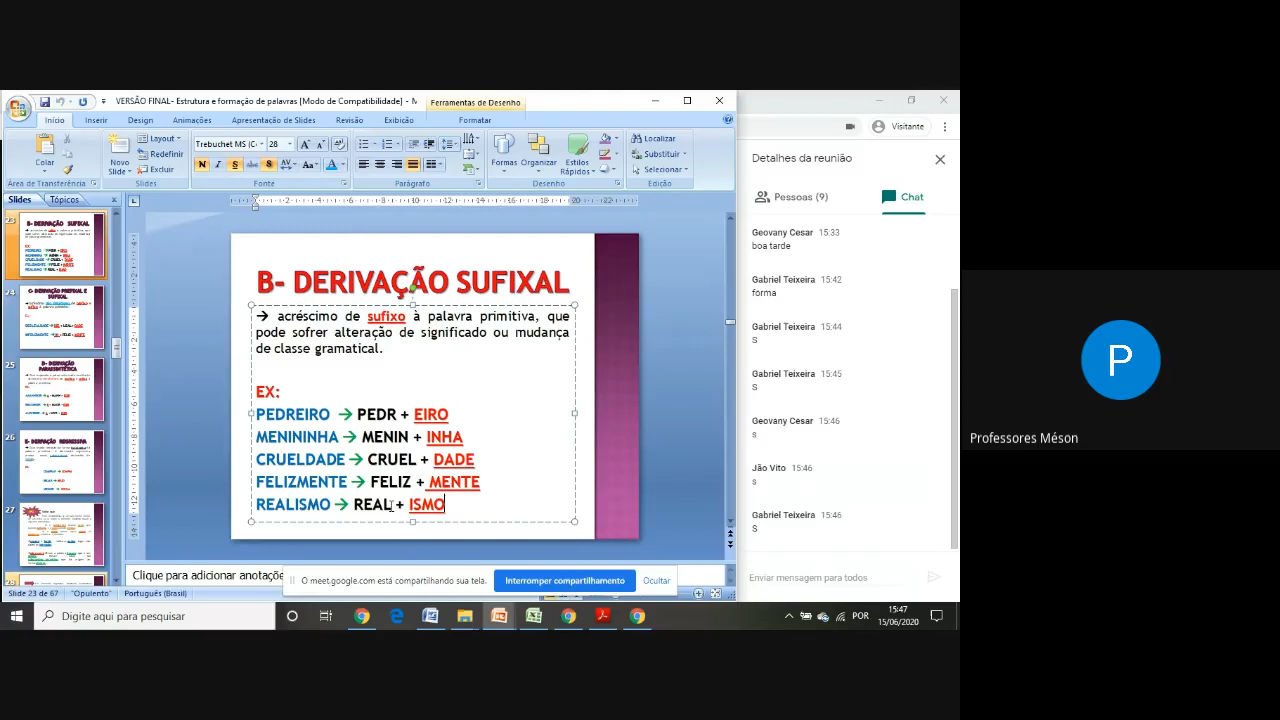 VERSÃO FINAL- Estrutura e formação de palavras [Modo de Compatibilidade] - M
Ferramentas de Desenho
Início Inserir Design Animações Apresentação de Slides Revisão Exibição Formatar
Colar
Área de Transferência
Novo
Slide
Layout
Redefinir
Excluir
Slides
Trebuchet MS (C 28
Fonte
Parágrafo
Formas Organizar Estilos
Rápidos
Desenho
Localizar
Substituir
Selecionar
Edição
Slides Tópicos
23
24
25
26
27
28
B- DERIVAÇÃO SUFIXAL
→ acréscimo de sufixo à palavra primitiva, que
pode sofrer alteração de significado ou mudança
de classe gramatical.
EX:
PEDREIRO → PEDR + EIRO
MENININHA → MENIN + INHA
CRUELDADE → CRUEL + DADE
FELIZMENTE → FELIZ + MENTE
REALISMO → REAL + ISMO
Clique para adicionar anotaçõe
O meet.google.com está compartilhando sua tela. Interromper compartilhamento Ocultar
Slide 23 de 67 "Opulento" Português (Brasil)
Visitante
Detalhes da reunião
Pessoas (9) Chat
Geovany Cesar 15:33
boa tarde
Gabriel Teixeira 15:42
forma
Gabriel Teixeira 15:44
S
Gabriel Teixeira 15:45
S
Geovany César 15:46
s
Jão Vito 15:46
s
Gabriel Teixeira 15:46
S
Enviar mensagem para todos
Digite aqui para pesquisar
POR
15:47
15/06/2020
P
Professores Méson